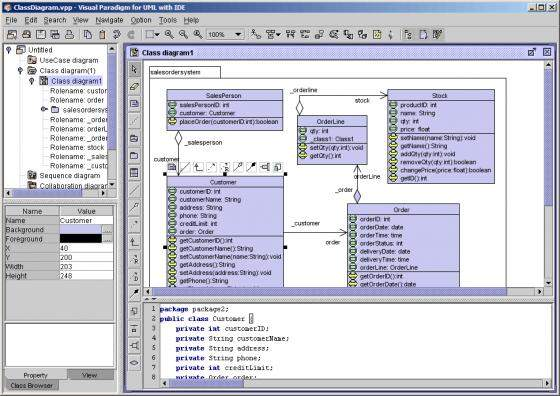 ClassDiagram.vpp - Visual Paradigm for UML with IDE
File Edit Search View Navigate Option Tools Help
100%
Untitled
UseCase diagram
Class diagram(1)
Class diagram1
Rolename: custor
Rolename: order
salesordersys
Rolename: _order
Rolename: orderL
Rolename: _order
Rolename: stock
Rolename: _sales
Rolename: _custo
Sequence diagram
Collaboration diagram
Name Value
Name Customer
Background
Foreground
X 40
Y 200
Width 203
Height 248
Property View
Class Browser
Class diagram1
salesordersystem
SalesPerson
salesPersonID: int
customer: Customer
placeOrder(customerID:int):boolean
_salesperson
customer
_orderline
stock
OrderLine
qty: int
_class1: Class1
setQty(qty:int):void
getQty():int
orderLine
_order
Stock
productID: int
name: String
qty: int
price: float
setName(name:String):void
getName():String
addQty(qty:int):void
removeQty(qty:int):boolean
changePrice(price:float):boolean
getID():int
Customer
customerID: int
customerName: String
address: String
phone: String
creditLimit: int
order: Order
getCustomerID():int
getCustomerName():String
setCustomerName(name:String):void
getAddress():String
setAddress(address:String):void
getPhone():String
_customer
order
Order
orderID: int
orderDate: date
orderTime: time
orderStatus: int
deliveryDate: date
deliveryTime: time
orderLine: OrderLine
getOrderID():int
getOrderDate():date
1 package package2;
2 public class Customer {
3 private int customerID;
4 private String customerName;
5 private String address;
6 private String phone;
7 private int creditLimit;
8 private Order order;